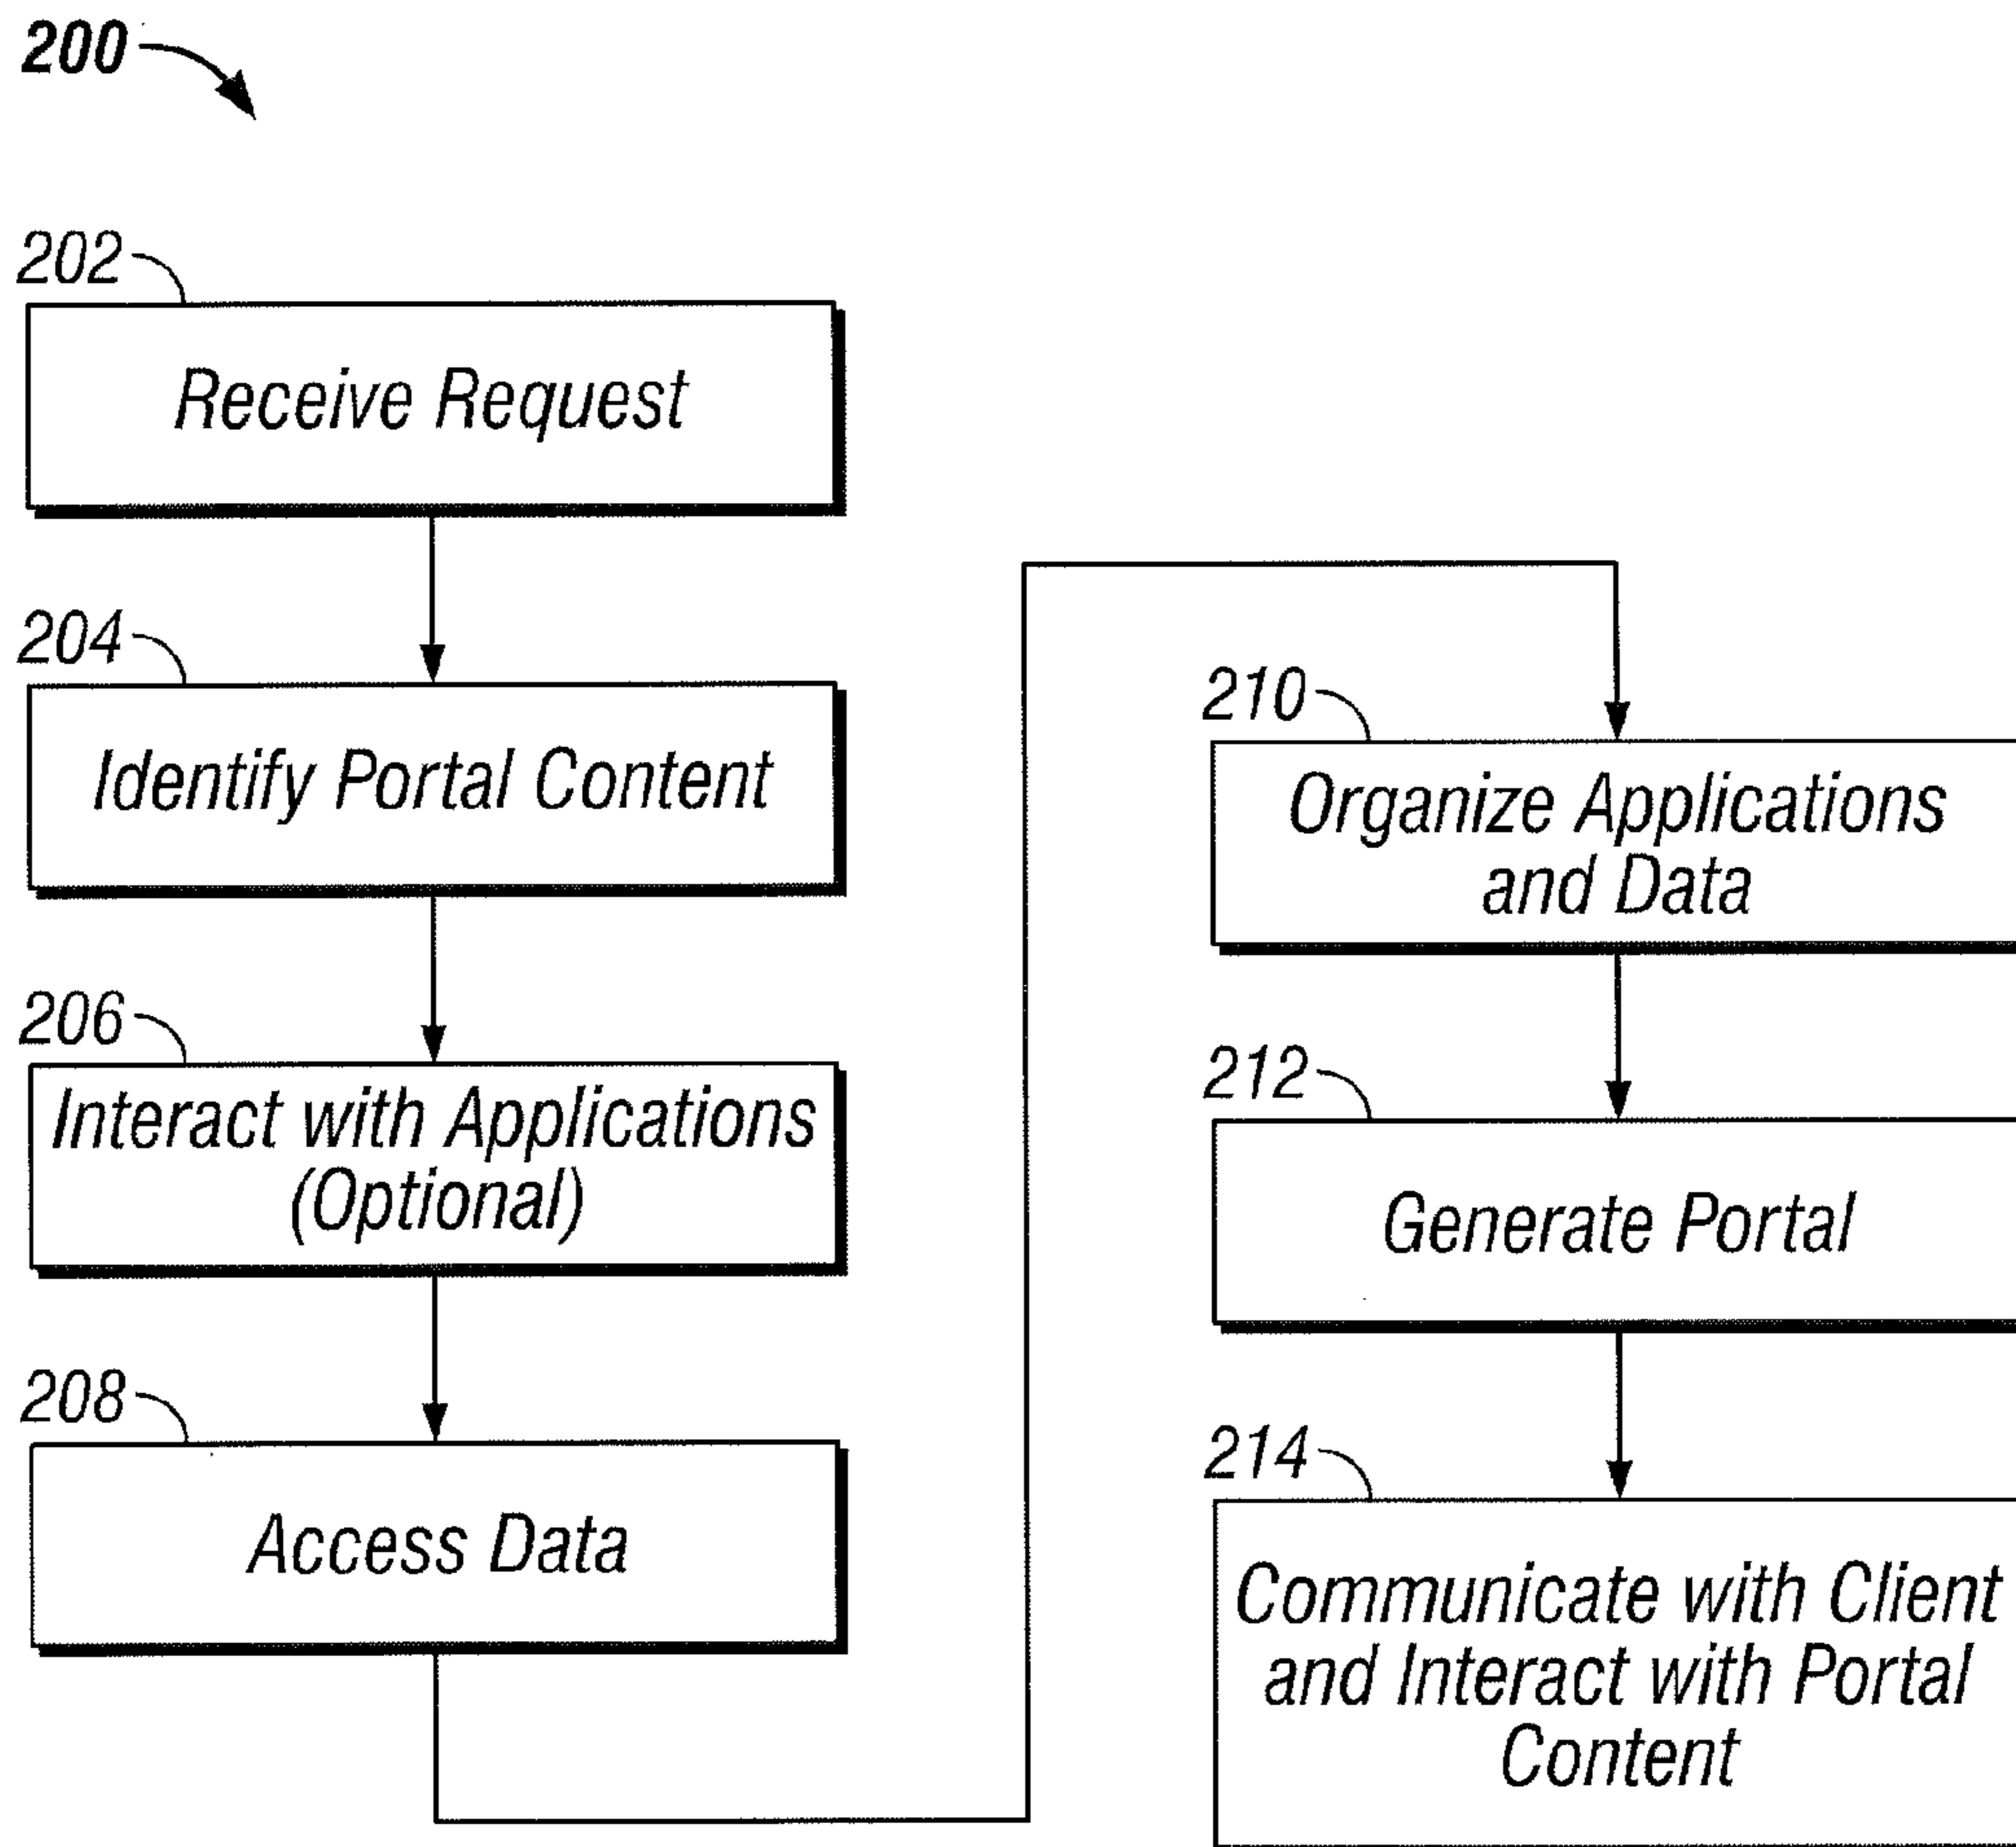 200
202
Receive Request
204
Identify Portal Content
206
Interact with Applications
(Optional)
208
Access Data
210
Organize Applications
and Data
212
Generate Portal
214
Communicate with Client
and Interact with Portal
Content